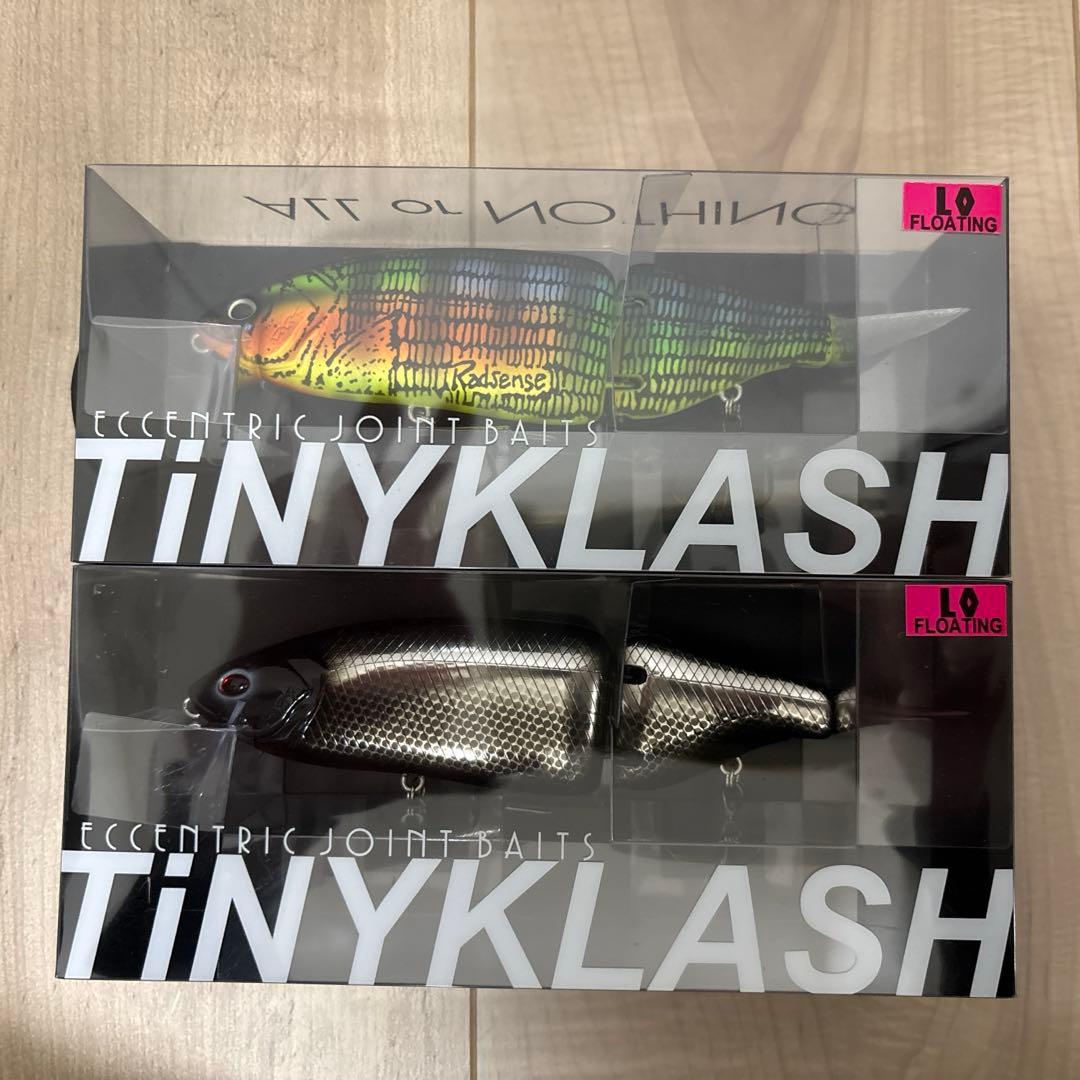 ALL or NOTHING
LO
FLOATING
Radsense
ECCENTRIC JOINT BAITS
TiNYKLASH
LO
FLOATING
ECCENTRIC JOINT BAITS
TiNYKLASH